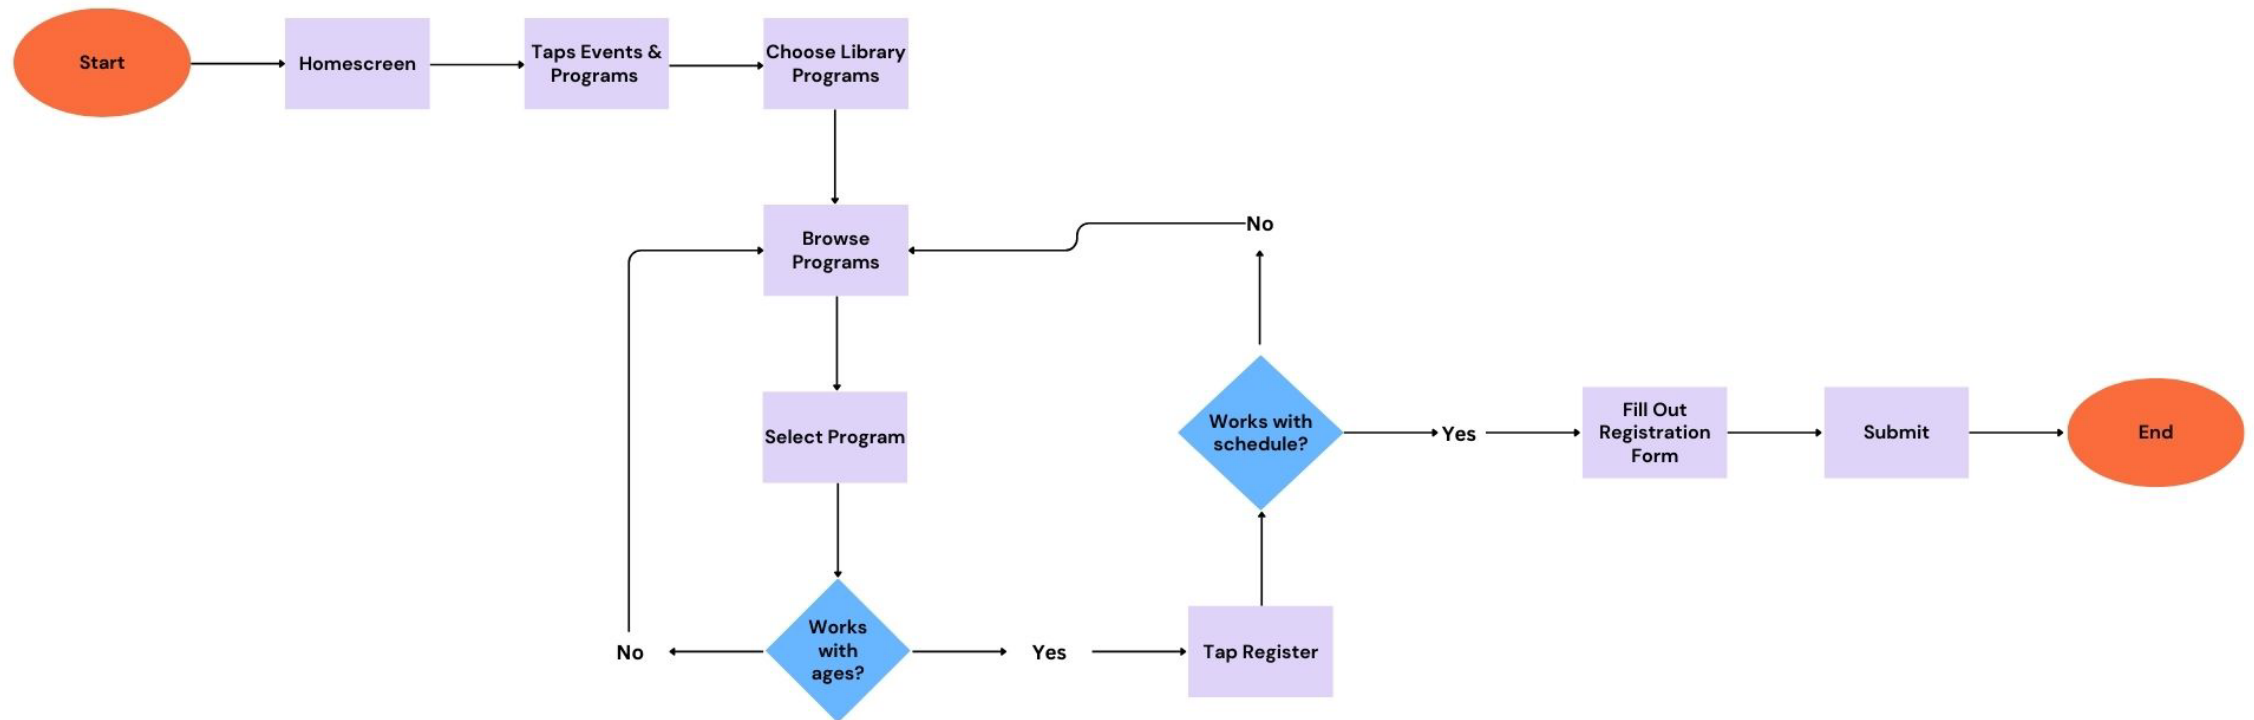 Start
Homescreen
Taps Events &
Programs
Choose Library
Programs
Browse
Programs
No
Select Program
Works with
schedule?
Yes
Fill Out
Registration
Form
Submit
End
Works
with
ages?
No
Yes
Tap Register